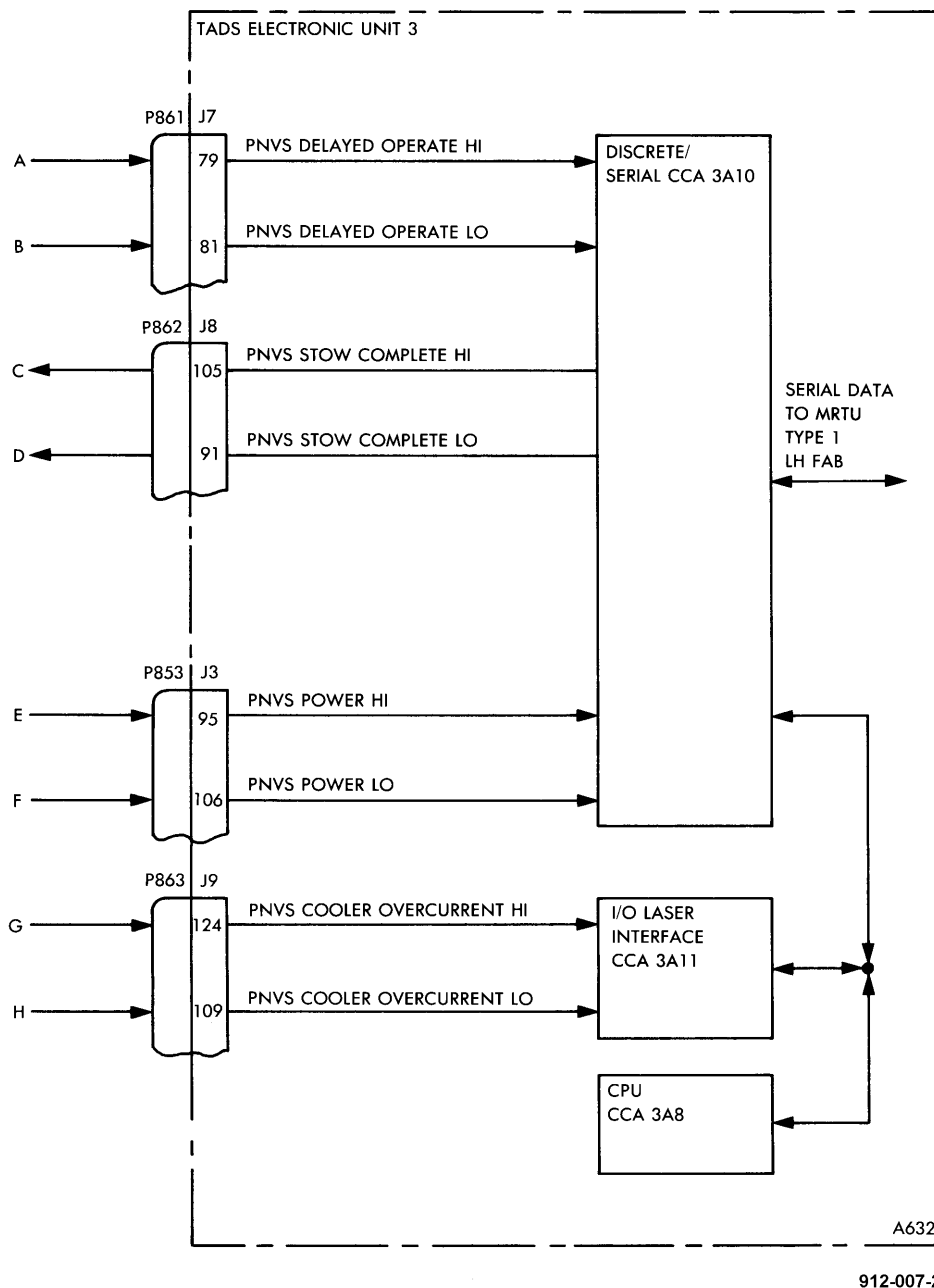 TADS ELECTRONIC UNIT 3
P861 J7
A 79 PNVS DELAYED OPERATE HI
DISCRETE/
SERIAL CCA 3A10
B 81 PNVS DELAYED OPERATE LO
P862 J8
C 105 PNVS STOW COMPLETE HI
D 91 PNVS STOW COMPLETE LO
SERIAL DATA
TO MRTU
TYPE 1
LH FAB
P853 J3
E 95 PNVS POWER HI
F 106 PNVS POWER LO
P863 J9
G 124 PNVS COOLER OVERCURRENT HI
I/O LASER
INTERFACE
CCA 3A11
H 109 PNVS COOLER OVERCURRENT LO
CPU
CCA 3A8
A632
912-007-